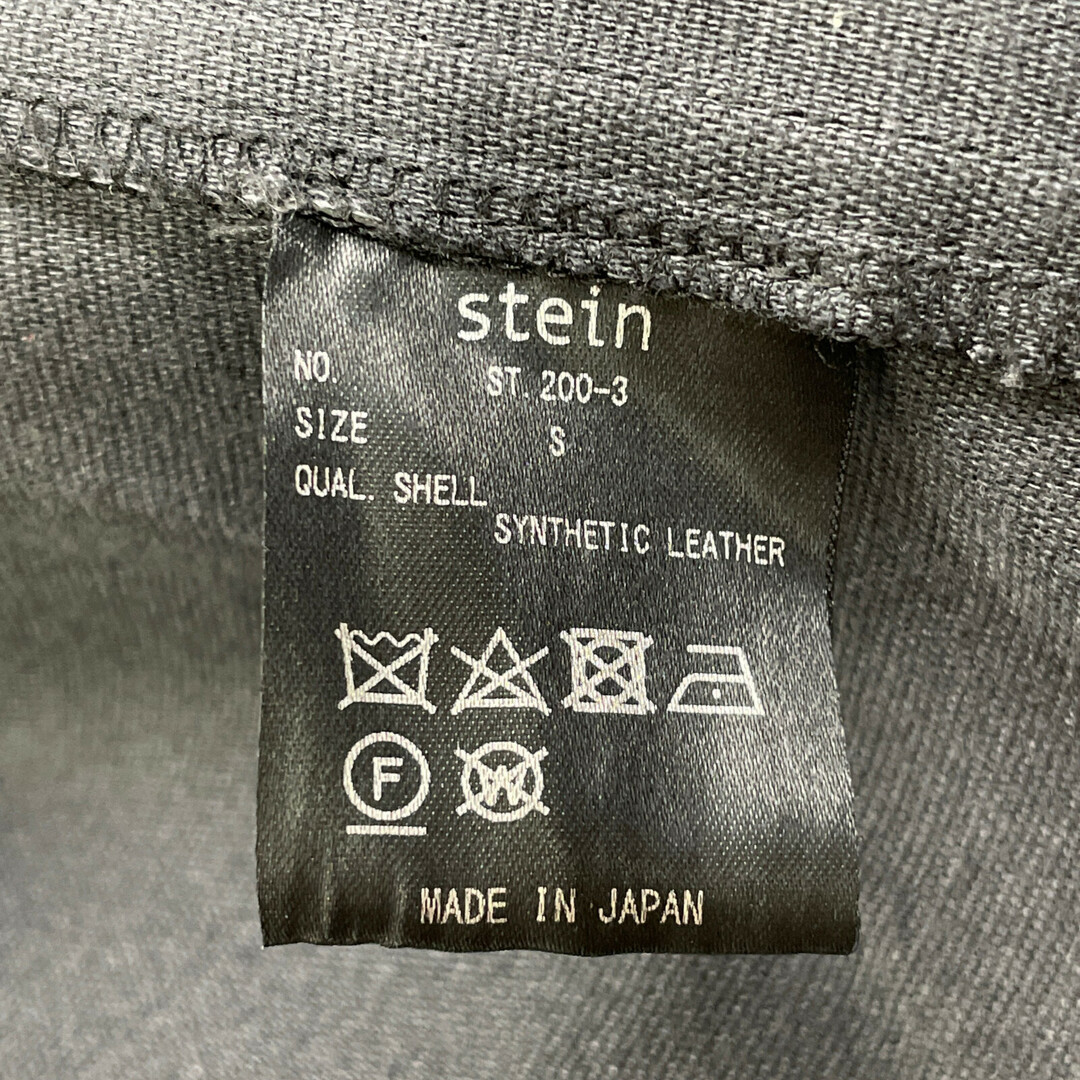 stein
NO. ST. 200-3
SIZE S
QUAL. SHELL
SYNTHETIC LEATHER
F W
MADE IN JAPAN